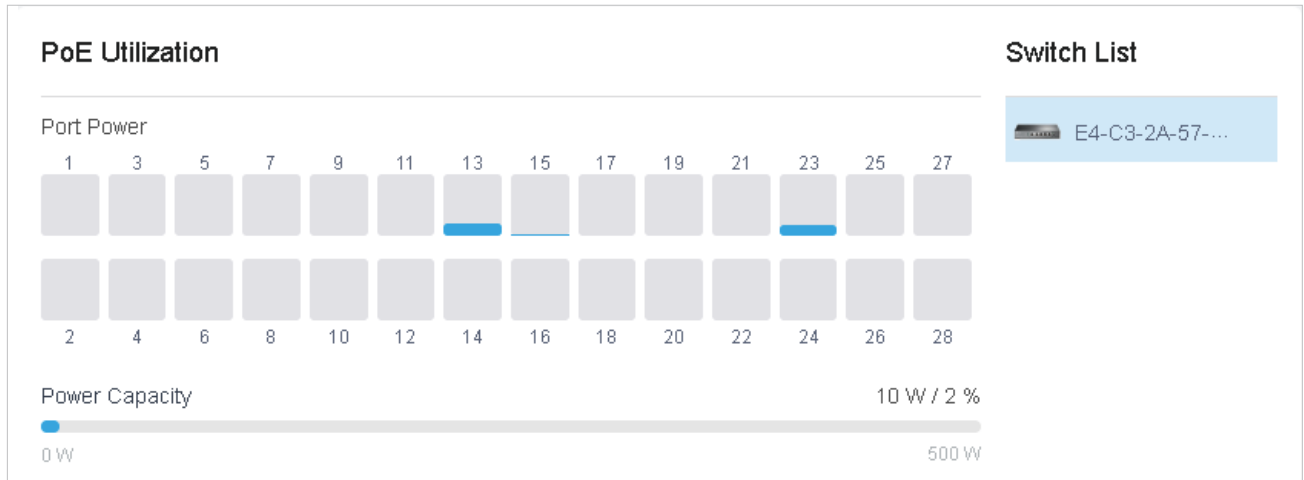 PoE Utilization
Switch List
Port Power
E4-C3-2A-57-...
1 3 5 7 9 11 13 15 17 19 21 23 25 27
2 4 6 8 10 12 14 16 18 20 22 24 26 28
Power Capacity 10 W / 2 %
0 W 500 W